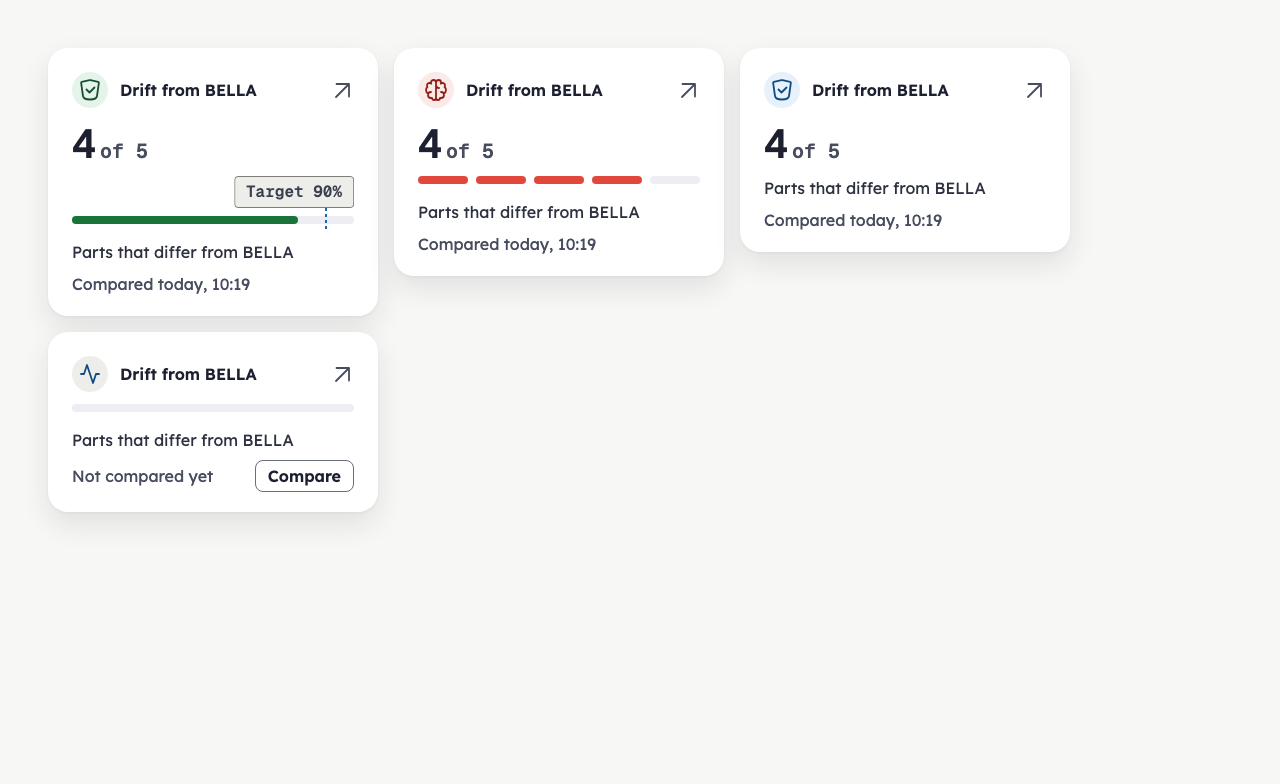 Drift from BELLA
4 of 5
Target 90%
Parts that differ from BELLA
Compared today, 10:19
Drift from BELLA
4 of 5
Parts that differ from BELLA
Compared today, 10:19
Drift from BELLA
4 of 5
Parts that differ from BELLA
Compared today, 10:19
Drift from BELLA
Parts that differ from BELLA
Not compared yet
Compare